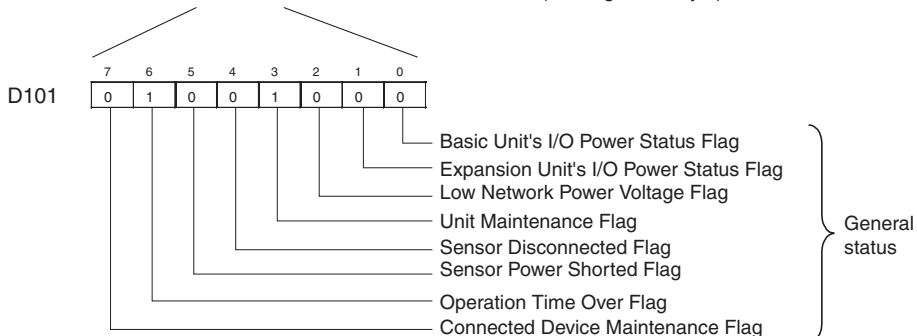 7 6 5 4 3 2 1 0
D101 0 1 0 0 1 0 0 0
Basic Unit's I/O Power Status Flag
Expansion Unit's I/O Power Status Flag
Low Network Power Voltage Flag
Unit Maintenance Flag
Sensor Disconnected Flag
Sensor Power Shorted Flag
Operation Time Over Flag
Connected Device Maintenance Flag
General
status